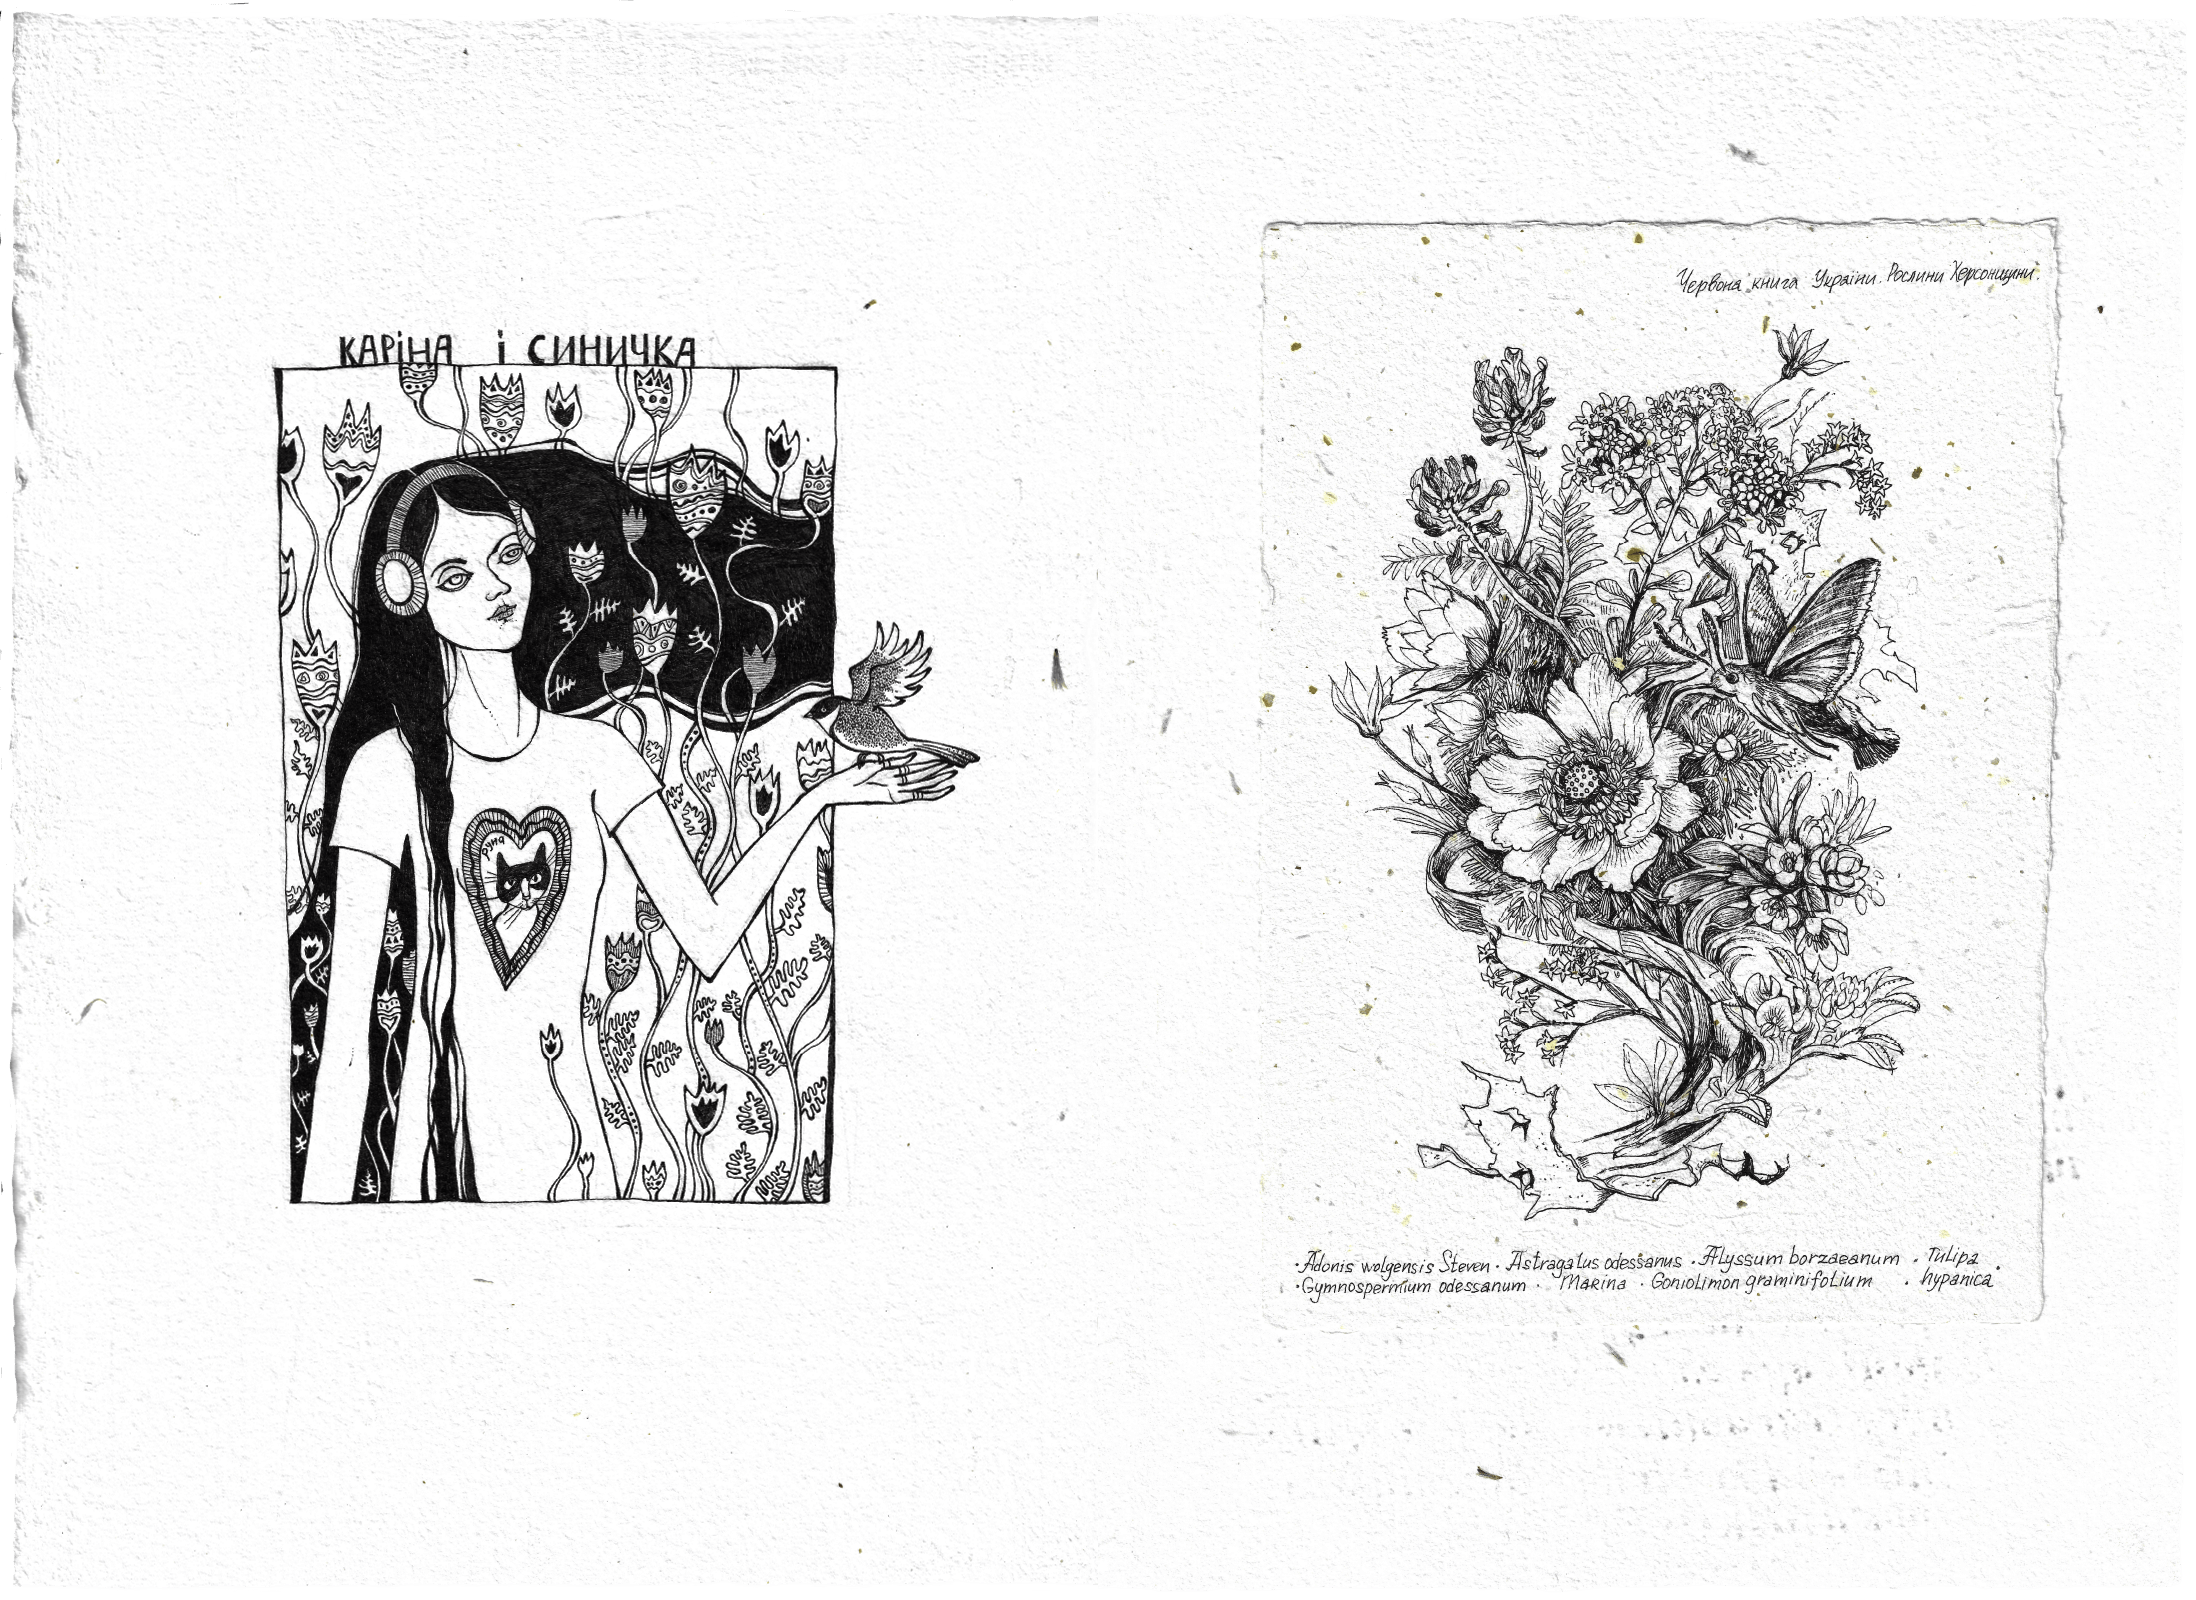 КАРІНА і СИНИЧКА
РУНА
Червона книга України. Рослини Херсонщини.
·Adonis wolgensis Steven · Astragalus odessanus · Alyssum borzaeanum · Tulipa ·
·Gymnospermium odessanum · Marina · Goniolimon graminifolium · hypanica